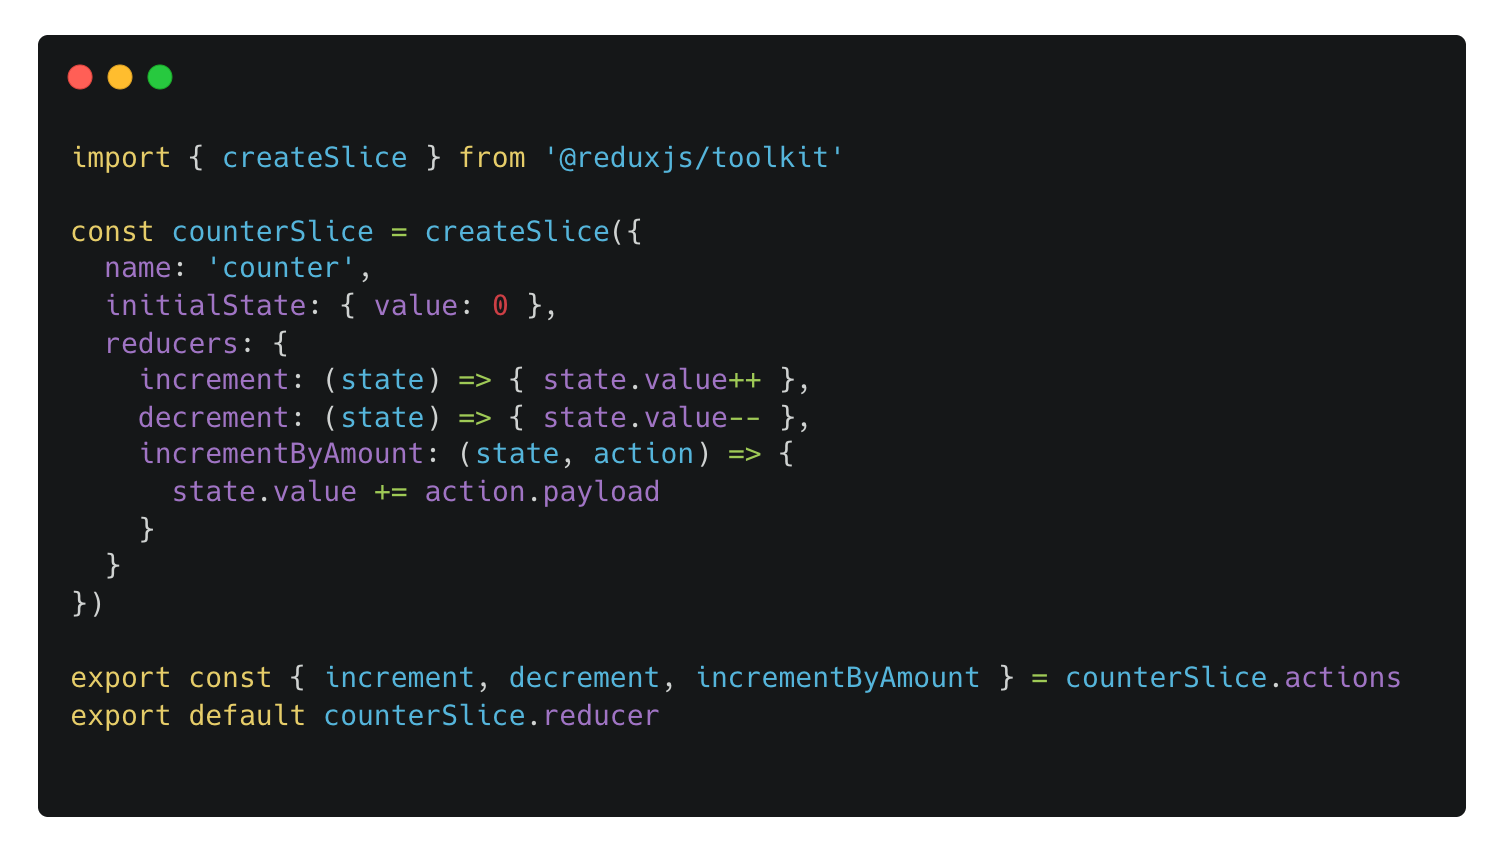 import { createSlice } from '@reduxjs/toolkit'

const counterSlice = createSlice({
  name: 'counter',
  initialState: { value: 0 },
  reducers: {
    increment: (state) => { state.value++ },
    decrement: (state) => { state.value-- },
    incrementByAmount: (state, action) => {
      state.value += action.payload
    }
  }
})

export const { increment, decrement, incrementByAmount } = counterSlice.actions
export default counterSlice.reducer